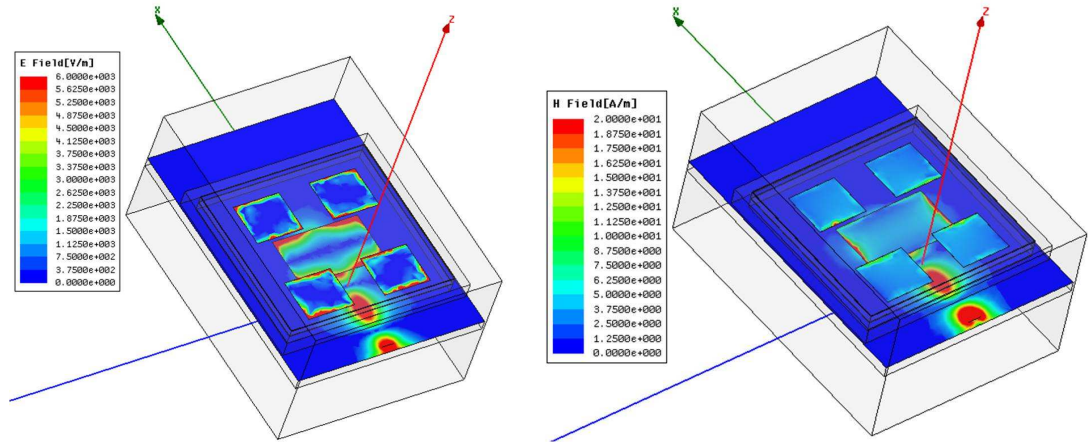 X
Z
E Field[V/m]
6.0000e+003
5.6250e+003
5.2500e+003
4.8750e+003
4.5000e+003
4.1250e+003
3.7500e+003
3.3750e+003
3.0000e+003
2.6250e+003
2.2500e+003
1.8750e+003
1.5000e+003
1.1250e+003
7.5000e+002
3.7500e+002
0.0000e+000
X
Z
H Field[A/m]
2.0000e+001
1.8750e+001
1.7500e+001
1.6250e+001
1.5000e+001
1.3750e+001
1.2500e+001
1.1250e+001
1.0000e+001
8.7500e+000
7.5000e+000
6.2500e+000
5.0000e+000
3.7500e+000
2.5000e+000
1.2500e+000
0.0000e+000